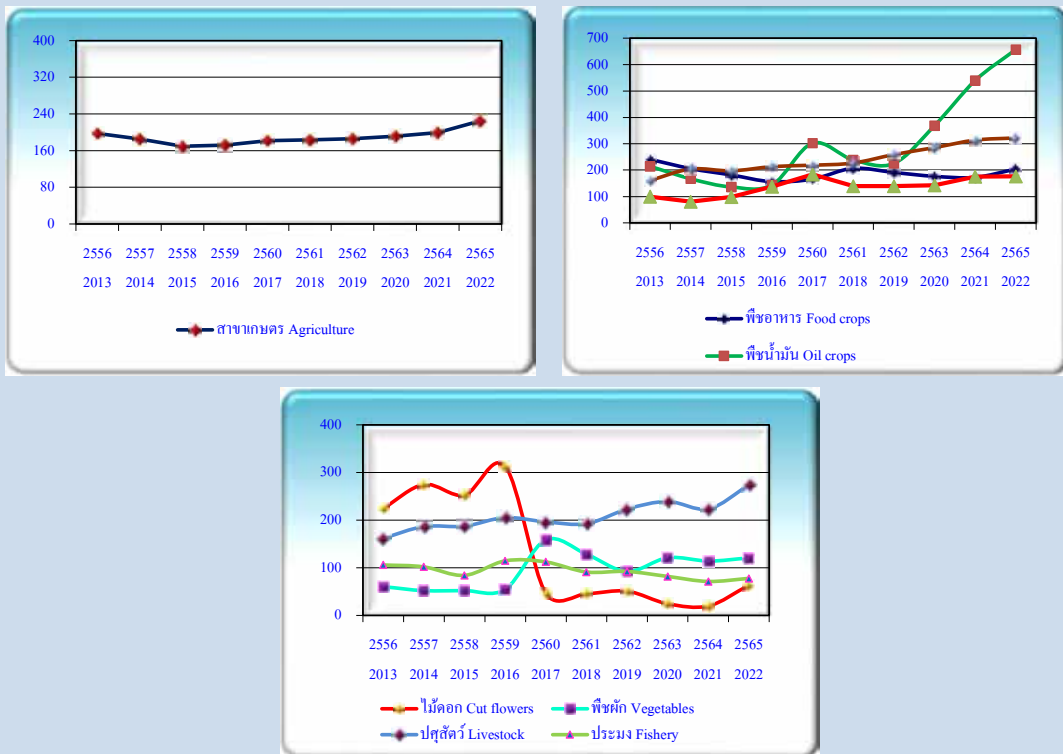 400
320
240
160
80
0
2556 2557 2558 2559 2560 2561 2562 2563 2564 2565
2013 2014 2015 2016 2017 2018 2019 2020 2021 2022
สาขาเกษตร Agriculture
700
600
500
400
300
200
100
0
2556 2557 2558 2559 2560 2561 2562 2563 2564 2565
2013 2014 2015 2016 2017 2018 2019 2020 2021 2022
พืชอาหาร Food crops
พืชน้ำมัน Oil crops
400
300
200
100
0
2556 2557 2558 2559 2560 2561 2562 2563 2564 2565
2013 2014 2015 2016 2017 2018 2019 2020 2021 2022
ไม้ดอก Cut flowers พืชผัก Vegetables
ปศุสัตว์ Livestock ประมง Fishery